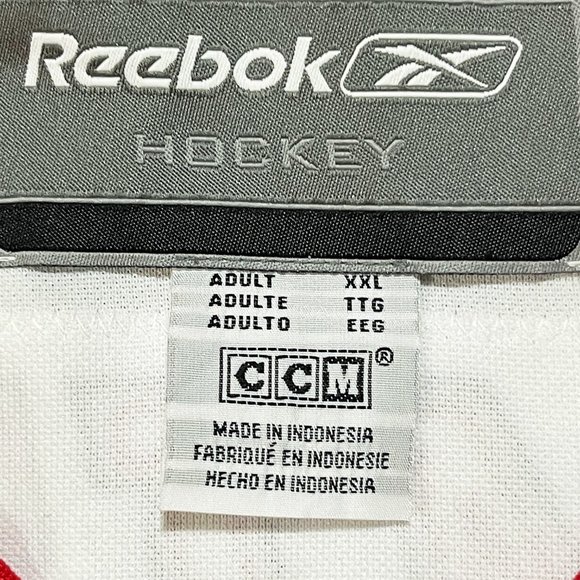 Reebok
HOCKEY
ADULT XXL
ADULTE TTG
ADULTO EEG
CCM®
MADE IN INDONESIA
FABRIQUÉ EN INDONESIE
HECHO EN INDONESIA